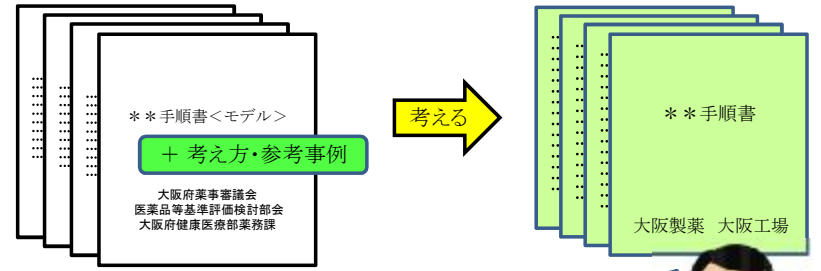 ＊＊手順書＜モデル＞
＋ 考え方・参考事例
大阪府薬事審議会
医薬品等基準評価検討部会
大阪府健康医療部薬務課
考える
＊＊手順書
大阪製薬 大阪工場